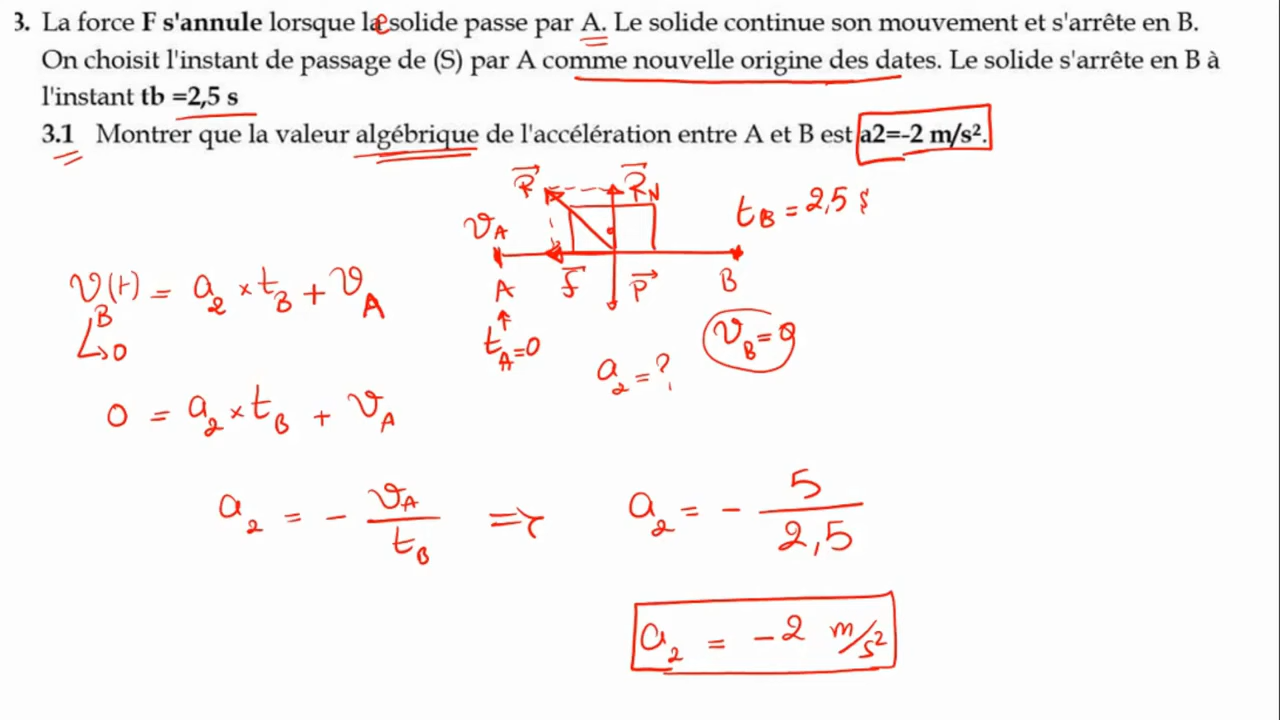 3. La force F s'annule lorsque le solide passe par A. Le solide continue son mouvement et s'arrête en B.
On choisit l'instant de passage de (S) par A comme nouvelle origine des dates. Le solide s'arrête en B à
l'instant tb =2,5 s
3.1 Montrer que la valeur algébrique de l'accélération entre A et B est a2=-2 m/s².
R⃗ R⃗N
tB = 2,5 s
vA
A f⃗ P⃗ B
tA=0
vB = 0
a2 = ?
vB(t) = a2 × tB + vA
↳ 0
0 = a2 × tB + vA
a2 = - vA / tB ⇒ a2 = - 5 / 2,5
a2 = -2 m/s²